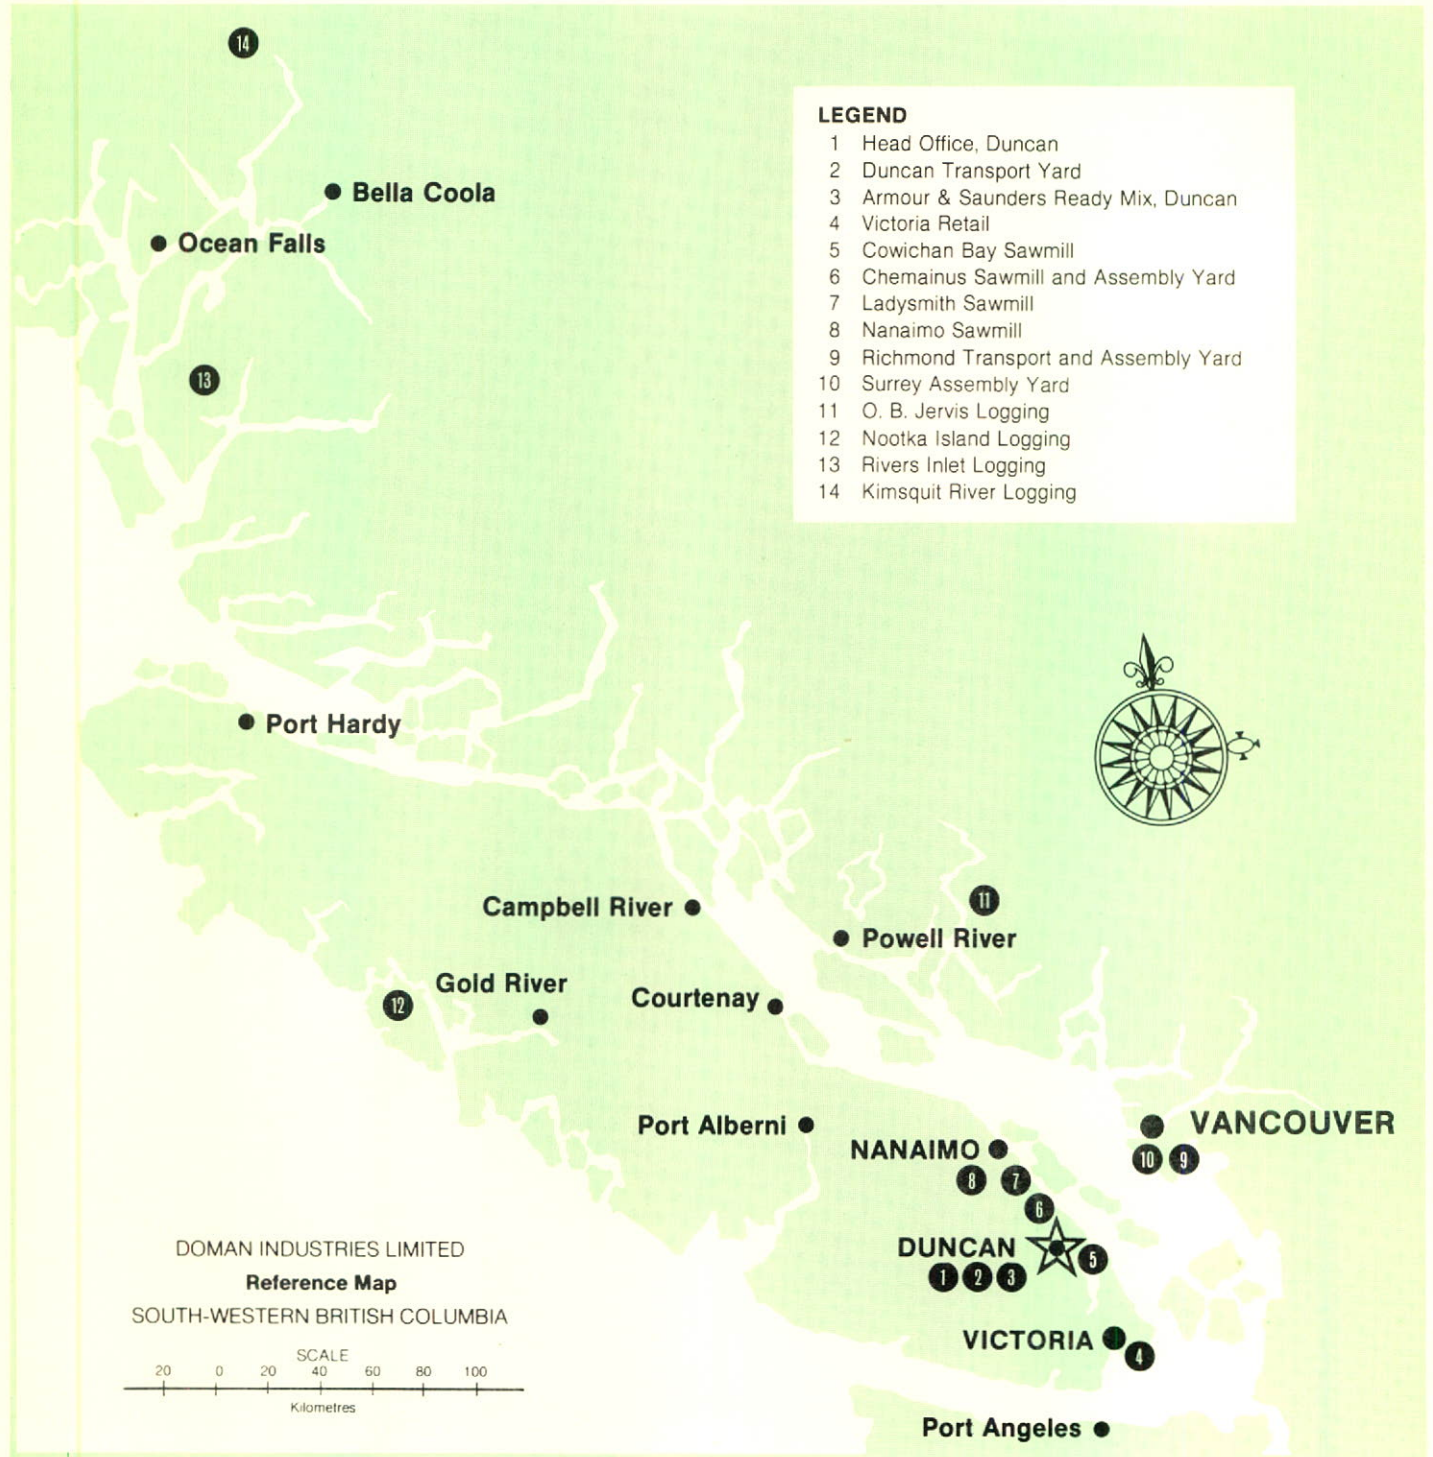 14
LEGEND
1 Head Office, Duncan
2 Duncan Transport Yard
3 Armour & Saunders Ready Mix, Duncan
4 Victoria Retail
5 Cowichan Bay Sawmill
6 Chemainus Sawmill and Assembly Yard
7 Ladysmith Sawmill
8 Nanaimo Sawmill
9 Richmond Transport and Assembly Yard
10 Surrey Assembly Yard
11 O. B. Jervis Logging
12 Nootka Island Logging
13 Rivers Inlet Logging
14 Kimsquit River Logging
Bella Coola
Ocean Falls
13
Port Hardy
Campbell River
11
Powell River
Gold River
12
Courtenay
Port Alberni
VANCOUVER
10 9
NANAIMO
8 7
6
DUNCAN
5
1 2 3
VICTORIA
4
Port Angeles
DOMAN INDUSTRIES LIMITED
Reference Map
SOUTH-WESTERN BRITISH COLUMBIA
SCALE
20 0 20 40 60 80 100
Kilometres